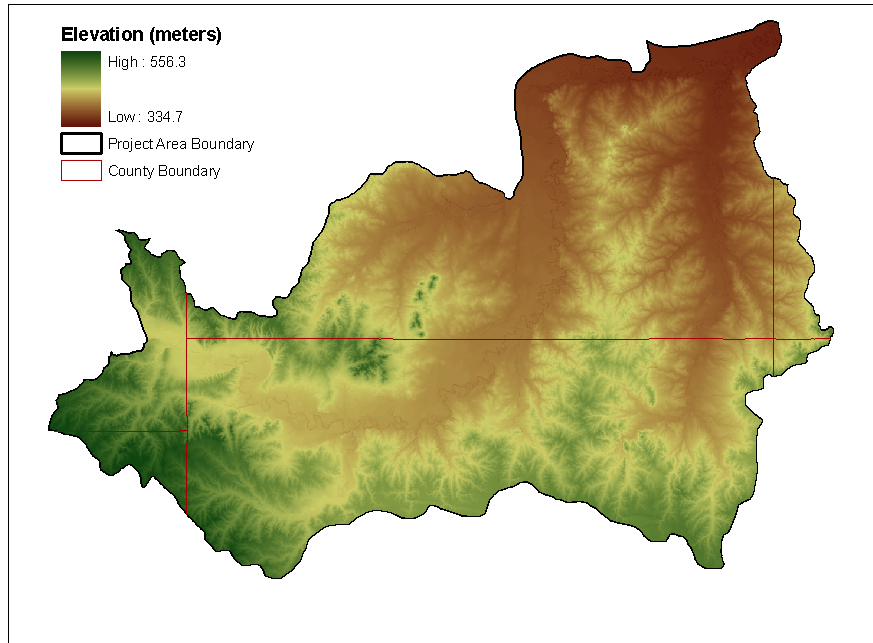 Elevation (meters)
High : 556.3
Low : 334.7
Project Area Boundary
County Boundary